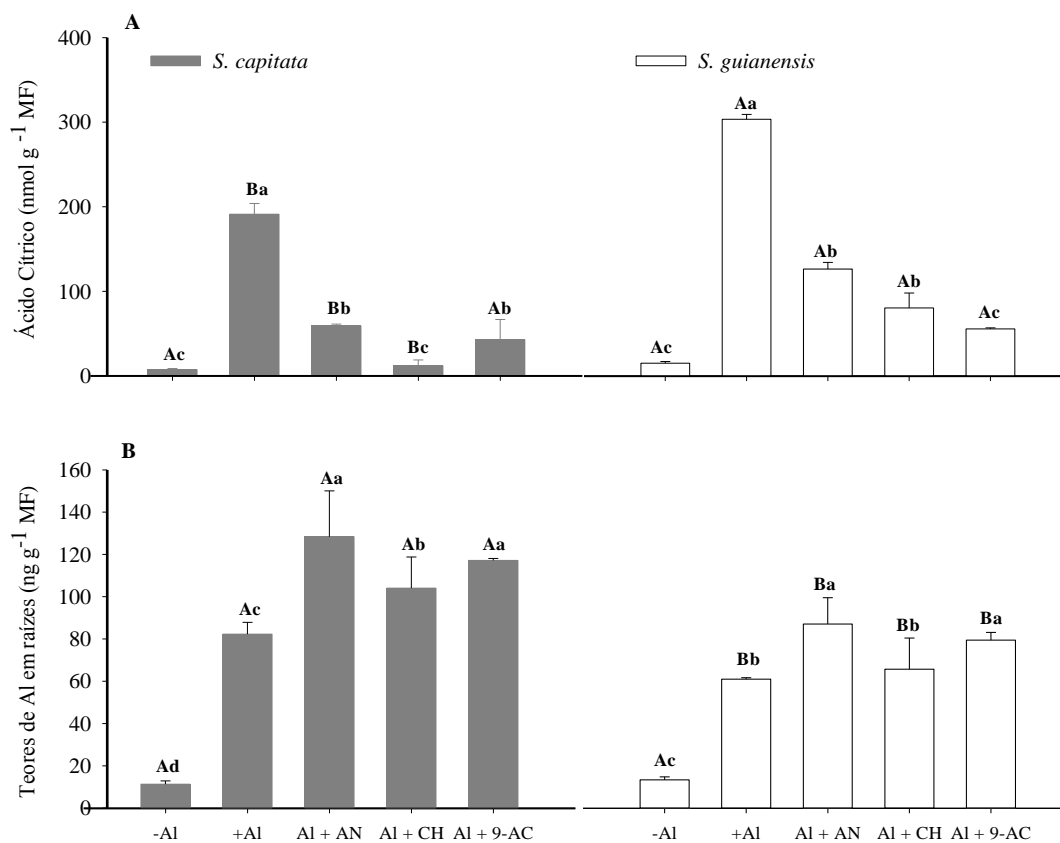 A
Ácido Cítrico (nmol g -1 MF)
400
300
200
100
0
S. capitata
S. guianensis
Ac
Ba
Bb
Bc
Ab
Ac
Aa
Ab
Ab
Ac
B
Teores de Al em raízes (ng g-1 MF)
160
140
120
100
80
60
40
20
0
Ad
Ac
Aa
Ab
Aa
Ac
Bb
Ba
Bb
Ba
-Al +Al Al + AN Al + CH Al + 9-AC -Al +Al Al + AN Al + CH Al + 9-AC